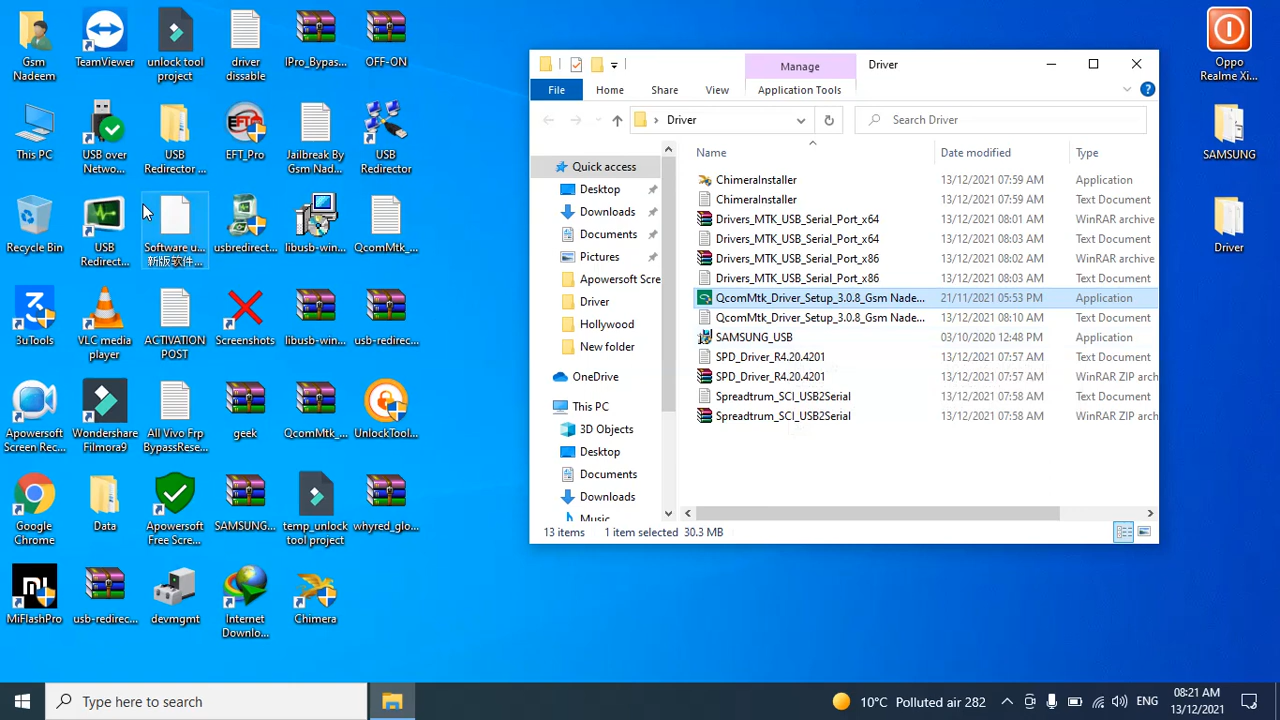 Gsm
Nadeem
TeamViewer
unlock tool
project
driver
dissable
IPro_Bypas...
OFF-ON
This PC
USB over
Netwo...
USB
Redirector ...
EFT_Pro
Jailbreak By
Gsm Nad...
USB
Redirector
Recycle Bin
USB
Redirect...
Software u...
新版软件...
usbredirect...
libusb-win...
QcomMtk_...
3uTools
VLC media
player
ACTIVATION
POST
Screenshots
libusb-win...
usb-redirec...
Apowersoft
Screen Rec...
Wondershare
Filmora9
All Vivo Frp
BypassRese...
geek
QcomMtk_...
UnlockTool...
Google
Chrome
Data
Apowersoft
Free Scre...
SAMSUNG...
temp_unlock
tool project
whyred_glo...
MiFlashPro
usb-redirec...
devmgmt
Internet
Downlo...
Chimera
Manage
Driver
File
Home
Share
View
Application Tools
Driver
Search Driver
Quick access
Desktop
Downloads
Documents
Pictures
Apowersoft Scre
Driver
Hollywood
New folder
OneDrive
This PC
3D Objects
Desktop
Documents
Downloads
Music
Name Date modified Type
ChimeraInstaller 13/12/2021 07:59 AM Application
ChimeraInstaller 13/12/2021 07:59 AM Text Document
Drivers_MTK_USB_Serial_Port_x64 13/12/2021 08:01 AM WinRAR archive
Drivers_MTK_USB_Serial_Port_x64 13/12/2021 08:03 AM Text Document
Drivers_MTK_USB_Serial_Port_x86 13/12/2021 08:02 AM WinRAR archive
Drivers_MTK_USB_Serial_Port_x86 13/12/2021 08:03 AM Text Document
QcomMtk_Driver_Setup_3.0.8_Gsm Nade... 21/11/2021 05:53 PM Application
QcomMtk_Driver_Setup_3.0.8_Gsm Nade... 13/12/2021 08:10 AM Text Document
SAMSUNG_USB 03/10/2020 12:48 PM Application
SPD_Driver_R4.20.4201 13/12/2021 07:57 AM Text Document
SPD_Driver_R4.20.4201 13/12/2021 07:57 AM WinRAR ZIP arch
Spreadtrum_SCI_USB2Serial 13/12/2021 07:58 AM Text Document
Spreadtrum_SCI_USB2Serial 13/12/2021 07:58 AM WinRAR ZIP arch
13 items 1 item selected 30.3 MB
Oppo
Realme Xi...
SAMSUNG
Driver
Type here to search
10°C Polluted air 282
ENG
08:21 AM
13/12/2021